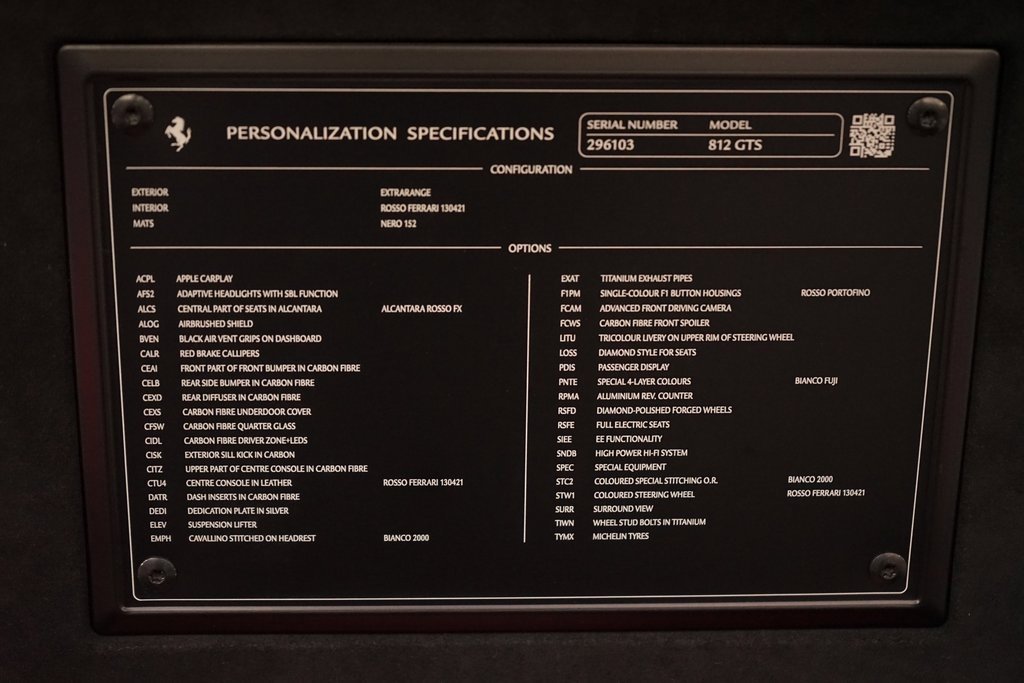 PERSONALIZATION SPECIFICATIONS
SERIAL NUMBER MODEL
296103 812 GTS
CONFIGURATION
EXTERIOR EXTRARANGE
INTERIOR ROSSO FERRARI 130421
MATS NERO 152
OPTIONS
ACPL APPLE CARPLAY
AFS2 ADAPTIVE HEADLIGHTS WITH SBL FUNCTION
ALCS CENTRAL PART OF SEATS IN ALCANTARA ALCANTARA ROSSO FX
ALOG AIRBRUSHED SHIELD
BVEN BLACK AIR VENT GRIPS ON DASHBOARD
CALR RED BRAKE CALLIPERS
CEAI FRONT PART OF FRONT BUMPER IN CARBON FIBRE
CELB REAR SIDE BUMPER IN CARBON FIBRE
CEXD REAR DIFFUSER IN CARBON FIBRE
CEXS CARBON FIBRE UNDERDOOR COVER
CFSW CARBON FIBRE QUARTER GLASS
CIDL CARBON FIBRE DRIVER ZONE+LEDS
CISK EXTERIOR SILL KICK IN CARBON
CITZ UPPER PART OF CENTRE CONSOLE IN CARBON FIBRE
CTU4 CENTRE CONSOLE IN LEATHER ROSSO FERRARI 130421
DATR DASH INSERTS IN CARBON FIBRE
DEDI DEDICATION PLATE IN SILVER
ELEV SUSPENSION LIFTER
EMPH CAVALLINO STITCHED ON HEADREST BIANCO 2000
EXAT TITANIUM EXHAUST PIPES
F1PM SINGLE-COLOUR F1 BUTTON HOUSINGS ROSSO PORTOFINO
FCAM ADVANCED FRONT DRIVING CAMERA
FCWS CARBON FIBRE FRONT SPOILER
LITU TRICOLOUR LIVERY ON UPPER RIM OF STEERING WHEEL
LOSS DIAMOND STYLE FOR SEATS
PDIS PASSENGER DISPLAY
PNTE SPECIAL 4-LAYER COLOURS BIANCO FUJI
RPMA ALUMINIUM REV. COUNTER
RSFD DIAMOND-POLISHED FORGED WHEELS
RSFE FULL ELECTRIC SEATS
SIEE EE FUNCTIONALITY
SNDB HIGH POWER HI-FI SYSTEM
SPEC SPECIAL EQUIPMENT
STC2 COLOURED SPECIAL STITCHING O.R. BIANCO 2000
STW1 COLOURED STEERING WHEEL ROSSO FERRARI 130421
SURR SURROUND VIEW
TIWN WHEEL STUD BOLTS IN TITANIUM
TYMX MICHELIN TYRES